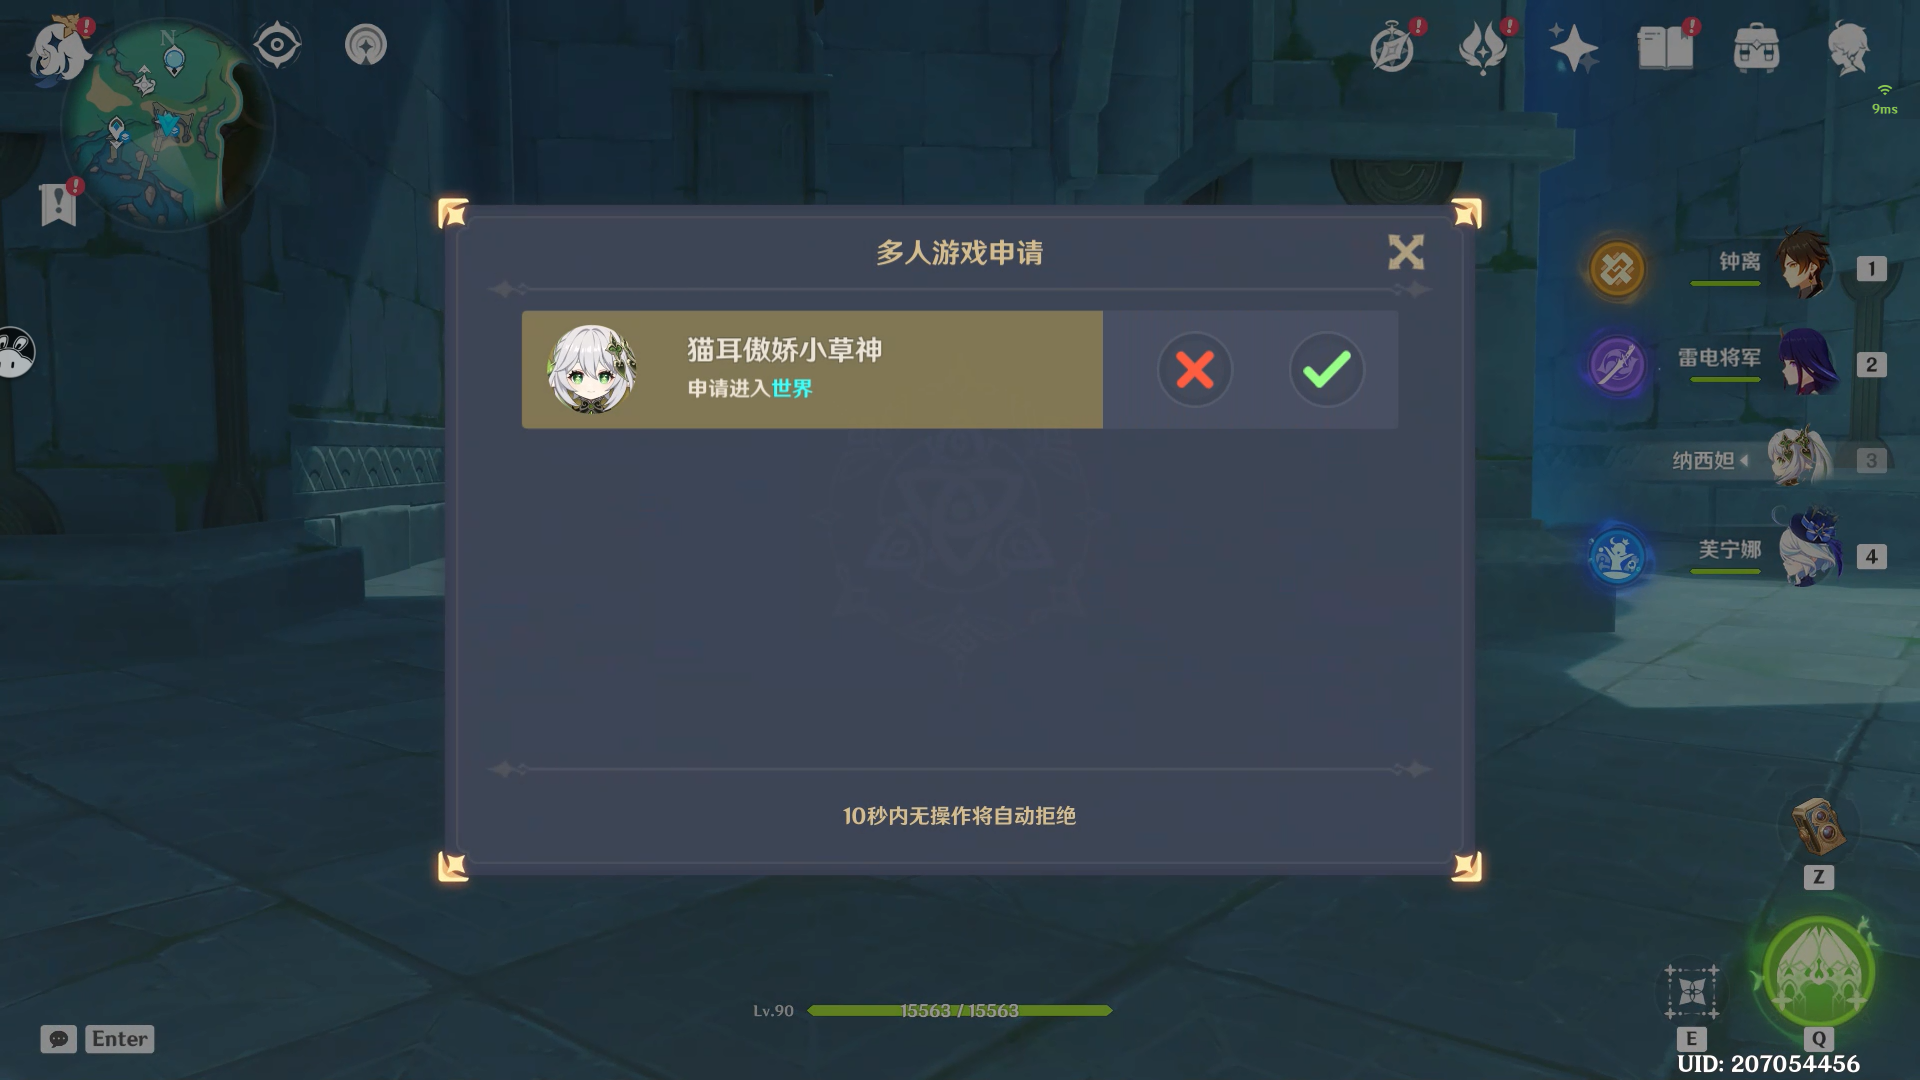 N
9ms
多人游戏申请
猫耳傲娇小草神
申请进入世界
10秒内无操作将自动拒绝
钟离
1
雷电将军
2
纳西妲
3
芙宁娜
4
Z
Lv.90
15563 / 15563
Enter
E
Q
UID: 207054456